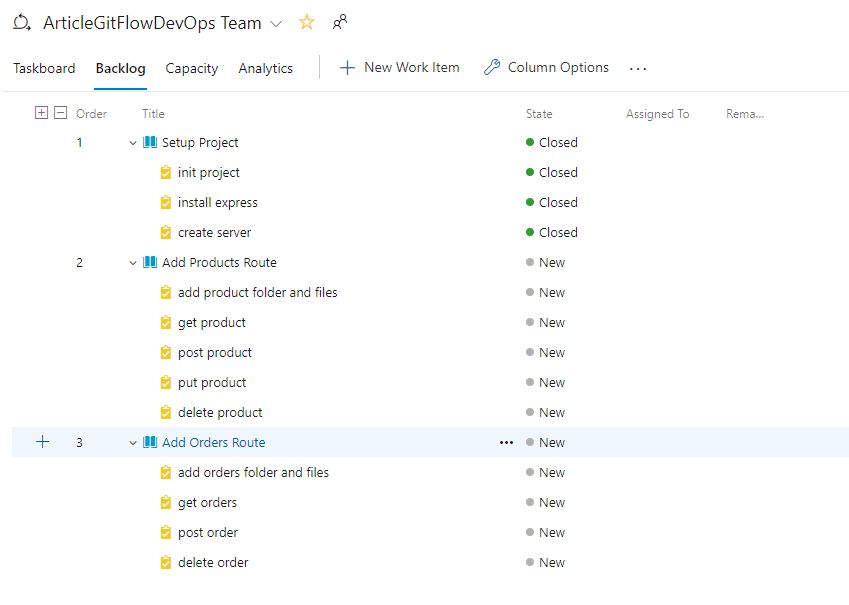 ArticleGitFlowDevOps Team
Taskboard Backlog Capacity Analytics New Work Item Column Options ...
Order Title State Assigned To Rema...
1 Setup Project Closed
init project Closed
install express Closed
create server Closed
2 Add Products Route New
add product folder and files New
get product New
post product New
put product New
delete product New
3 Add Orders Route ... New
add orders folder and files New
get orders New
post order New
delete order New